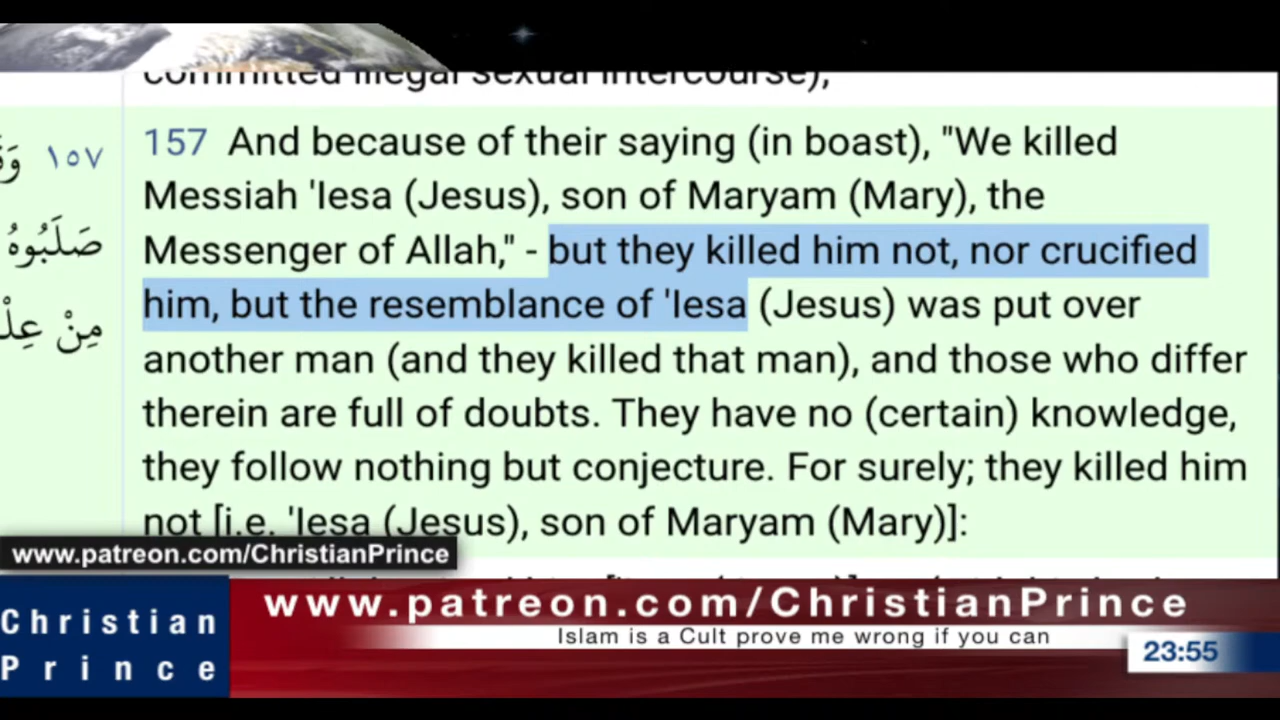 committed illegal sexual intercourse),
157 And because of their saying (in boast), "We killed
Messiah 'Iesa (Jesus), son of Maryam (Mary), the
Messenger of Allah," - but they killed him not, nor crucified
him, but the resemblance of 'Iesa (Jesus) was put over
another man (and they killed that man), and those who differ
therein are full of doubts. They have no (certain) knowledge,
they follow nothing but conjecture. For surely; they killed him
not [i.e. 'Iesa (Jesus), son of Maryam (Mary)]:
١٥٧
صَلَبُوهُ
www.patreon.com/ChristianPrince
Christian
Prince
www.patreon.com/ChristianPrince
Islam is a Cult prove me wrong if you can
23:55